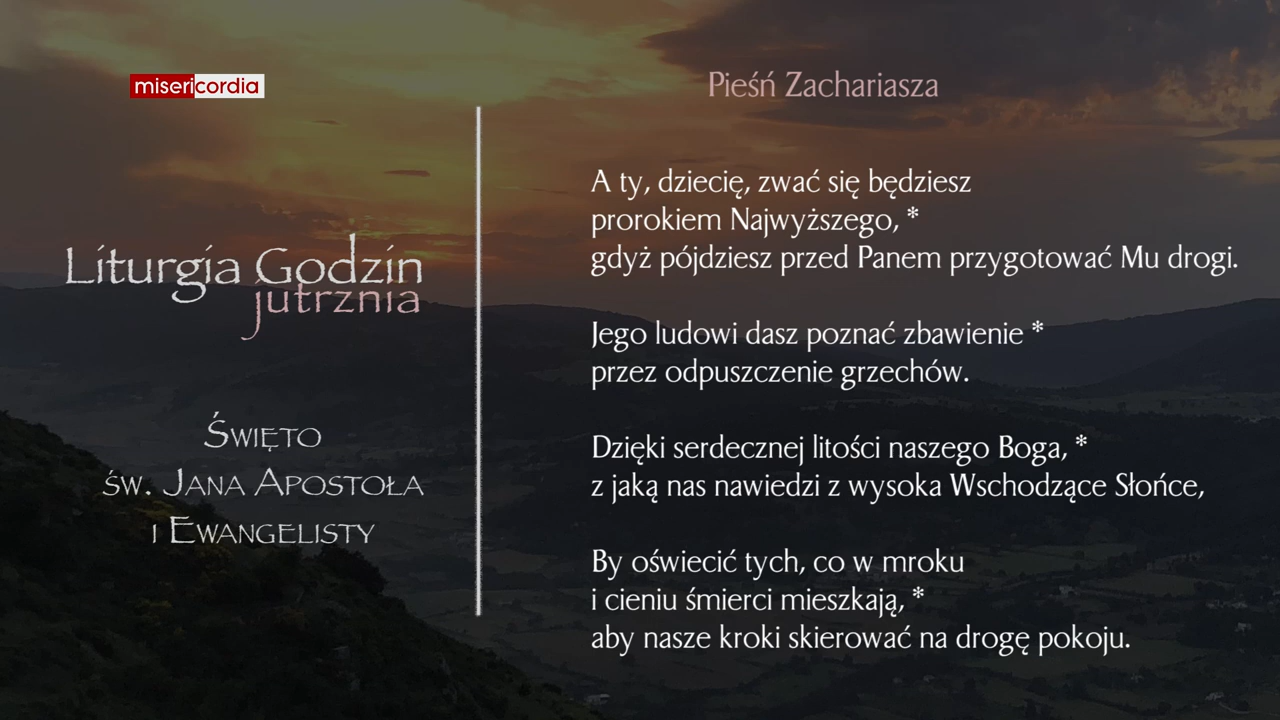 misericordia
Liturgia Godzin
jutrznia
Święto
św. Jana Apostoła
i Ewangelisty
Pieśń Zachariasza
A ty, dziecię, zwać się będziesz
prorokiem Najwyższego, *
gdyż pójdziesz przed Panem przygotować Mu drogi.
Jego ludowi dasz poznać zbawienie *
przez odpuszczenie grzechów.
Dzięki serdecznej litości naszego Boga, *
z jaką nas nawiedzi z wysoka Wschodzące Słońce,
By oświecić tych, co w mroku
i cieniu śmierci mieszkają, *
aby nasze kroki skierować na drogę pokoju.